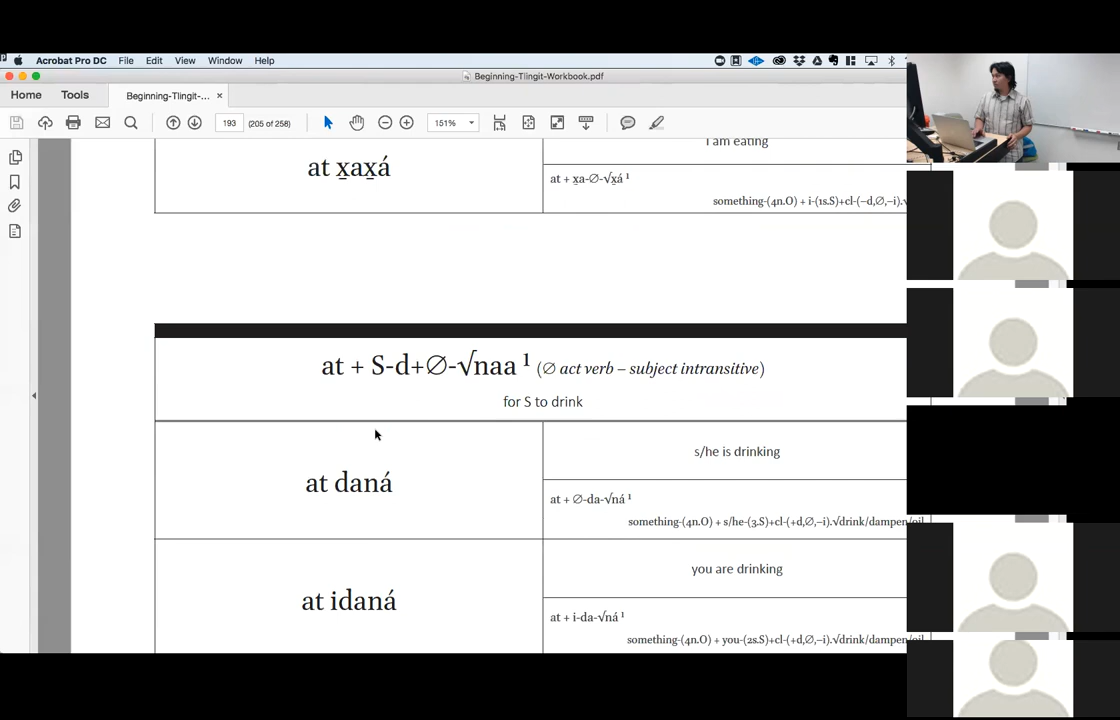 Acrobat Pro DC File Edit View Window Help
Beginning-Tlingit-Workbook.pdf
Home Tools Beginning-Tlingit-... ×
193 (205 of 258) 151%
I am eating
at x̲ax̲á
at + x̲a-∅-√x̲á ¹
something-(4n.O) + i-(1s.S)+cl-(−d,∅,−i).√
at + S-d+∅-√naa ¹ (∅ act verb – subject intransitive)
for S to drink
s/he is drinking
at daná
at + ∅-da-√ná ¹
something-(4n.O) + s/he-(3.S)+cl-(+d,∅,−i).√drink/dampen/oil
you are drinking
at idaná
at + i-da-√ná ¹
something-(4n.O) + you-(2s.S)+cl-(+d,∅,−i).√drink/dampen/oil